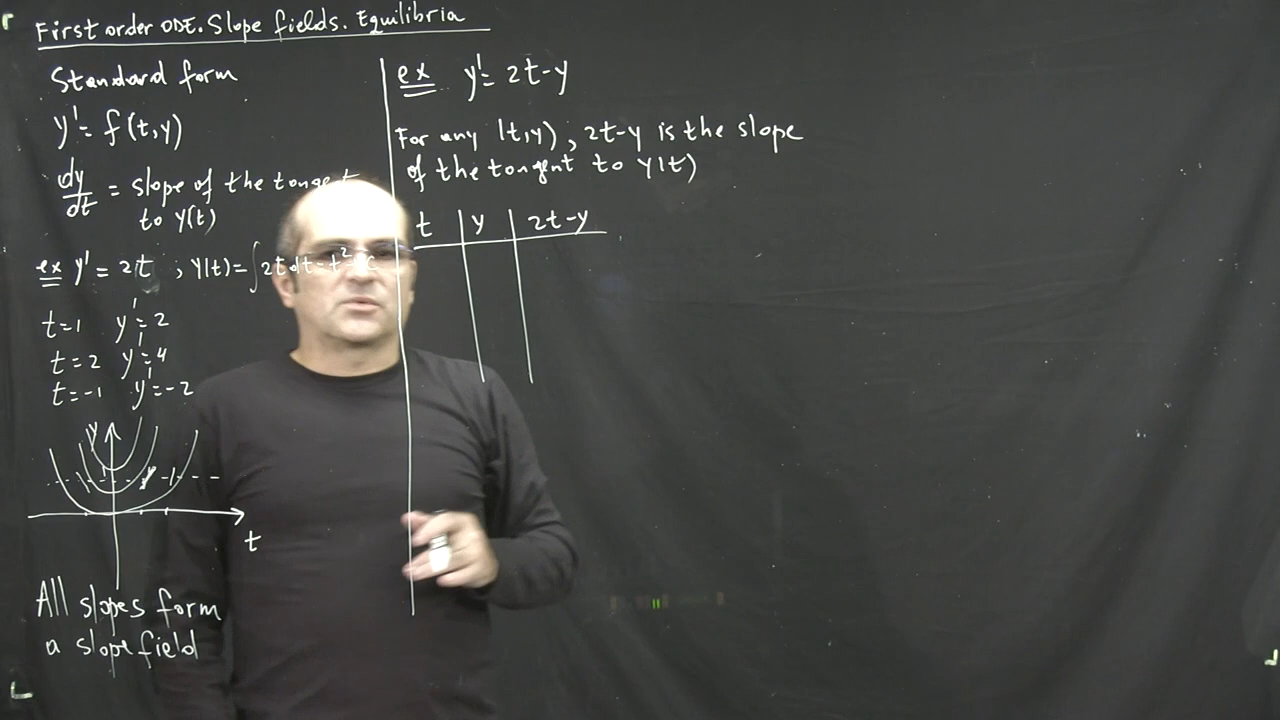 First order ODE. Slope fields. Equilibria
Standard form
y' = f(t,y)
dy/dt = slope of the tangent
to y(t)
ex y' = 2t ; y(t) = ∫ 2t dt = t² + C
t=1 y' = 2
t=2 y' = 4
t=-1 y' = -2
y
t
All slopes form
a slope field
ex y' = 2t-y
For any (t,y), 2t-y is the slope
of the tangent to y(t)
t y 2t-y